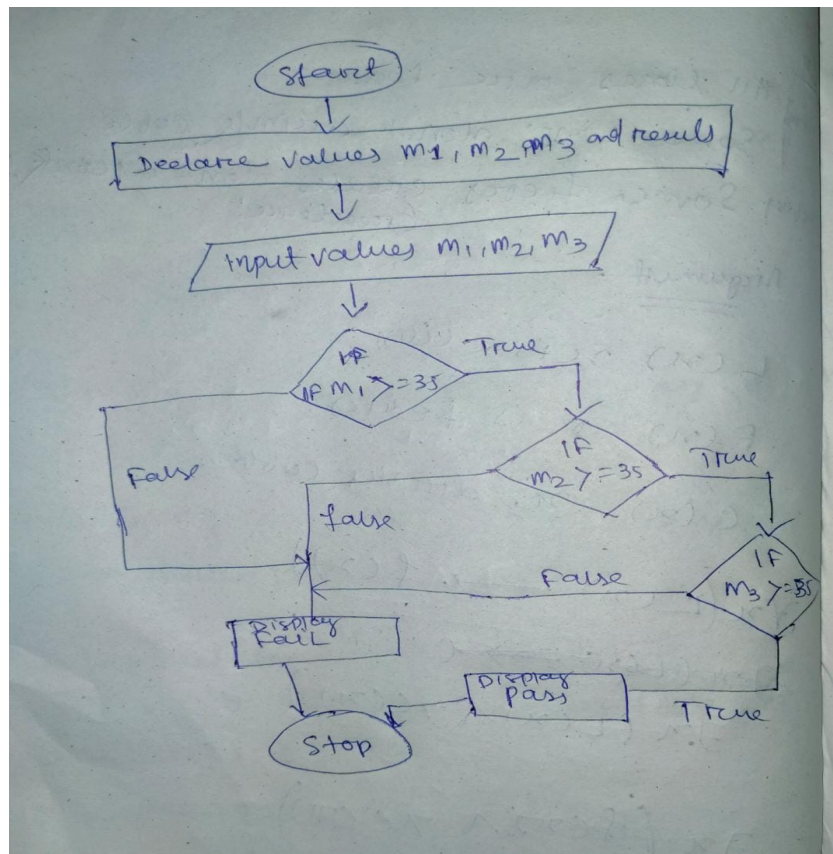 Start
Declare values m1, m2, m3 and result
Input values m1, m2, m3
IF
IF m1 >= 35
True
False
IF
m2 >= 35
True
false
IF
m3 >= 35
False
Display
Fail
Display
Pass
True
Stop